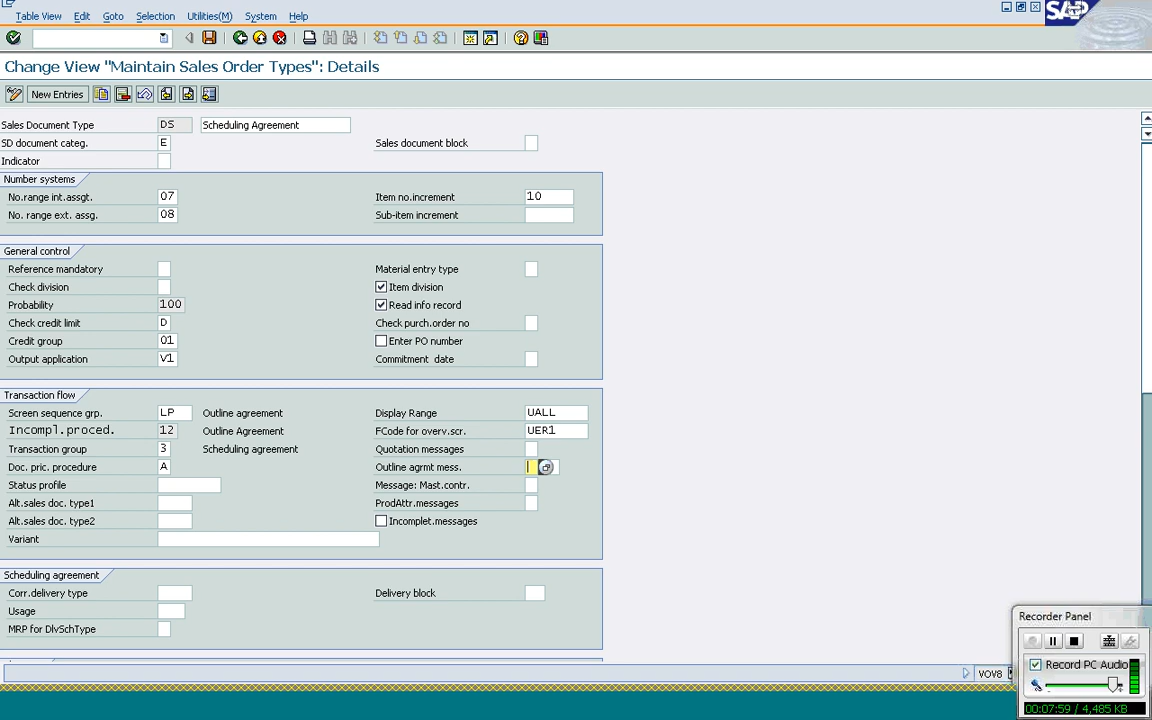 Table View Edit Goto Selection Utilities(M) System Help
SAP
Change View "Maintain Sales Order Types": Details
New Entries
Sales Document Type DS Scheduling Agreement
SD document categ. E Sales document block
Indicator
Number systems
No.range int.assgt. 07 Item no.increment 10
No. range ext. assg. 08 Sub-item increment
General control
Reference mandatory Material entry type
Check division Item division
Probability 100 Read info record
Check credit limit D Check purch.order no
Credit group 01 Enter PO number
Output application V1 Commitment date
Transaction flow
Screen sequence grp. LP Outline agreement Display Range UALL
Incompl.proced. 12 Outline Agreement FCode for overv.scr. UER1
Transaction group 3 Scheduling agreement Quotation messages
Doc. pric. procedure A Outline agrmt mess.
Status profile Message: Mast.contr.
Alt.sales doc. type1 ProdAttr.messages
Alt.sales doc. type2 Incomplet.messages
Variant
Scheduling agreement
Corr.delivery type Delivery block
Usage
MRP for DlvSchType
VOV8
Recorder Panel
Record PC Audio
00:07:59 / 4,485 KB